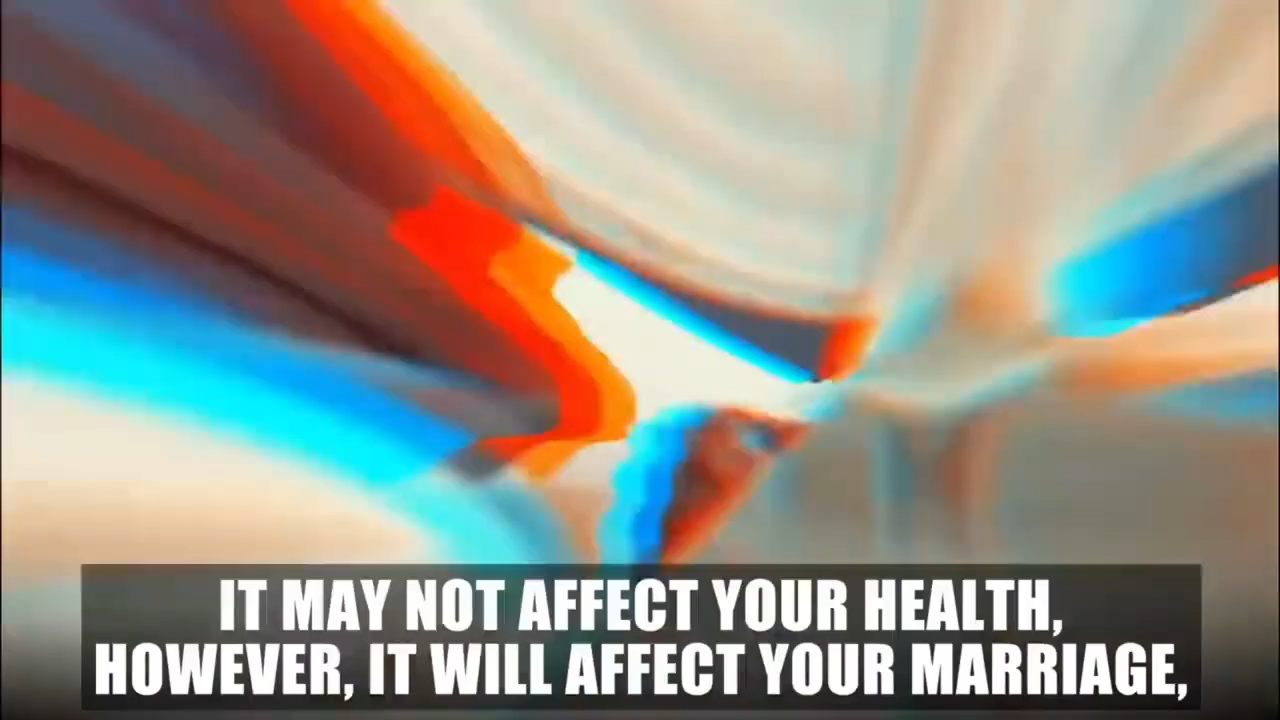 IT MAY NOT AFFECT YOUR HEALTH,
HOWEVER, IT WILL AFFECT YOUR MARRIAGE,